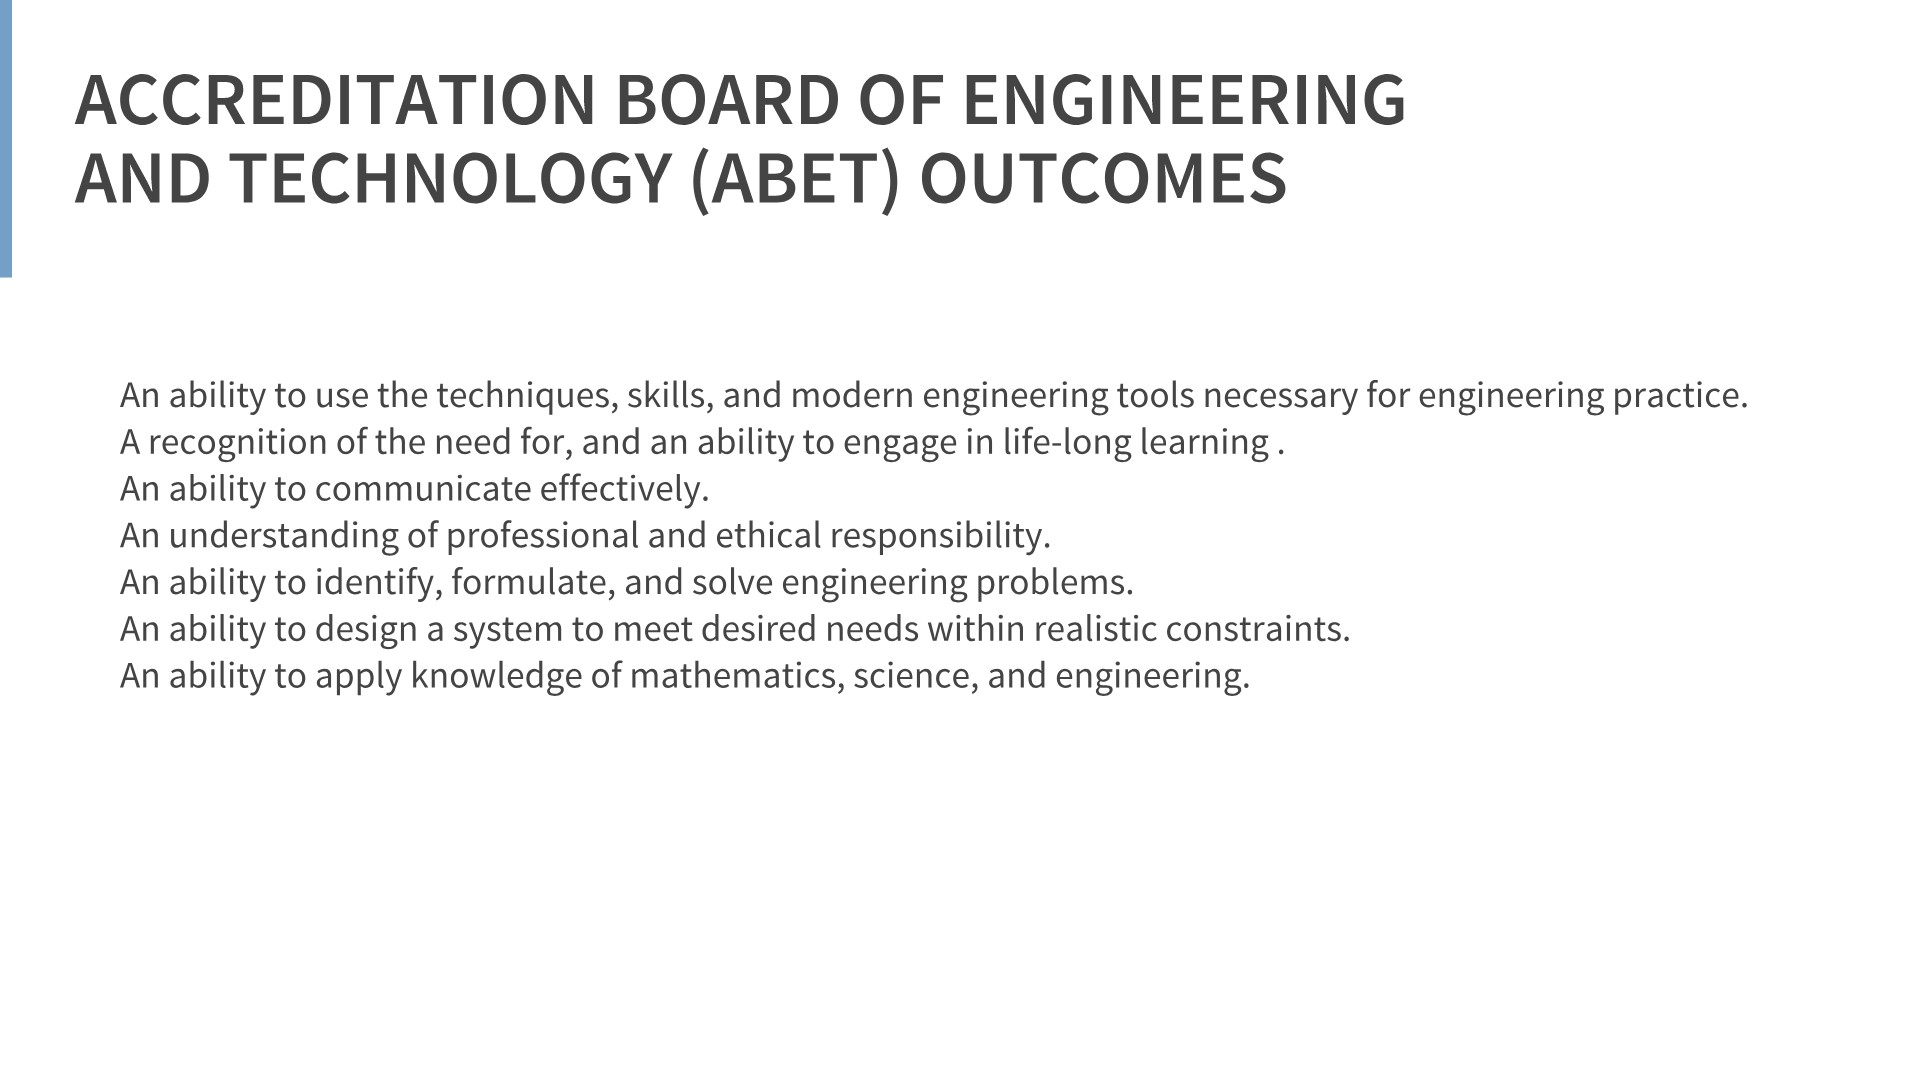 ACCREDITATION BOARD OF ENGINEERING
AND TECHNOLOGY (ABET) OUTCOMES
An ability to use the techniques, skills, and modern engineering tools necessary for engineering practice.
A recognition of the need for, and an ability to engage in life-long learning .
An ability to communicate effectively.
An understanding of professional and ethical responsibility.
An ability to identify, formulate, and solve engineering problems.
An ability to design a system to meet desired needs within realistic constraints.
An ability to apply knowledge of mathematics, science, and engineering.